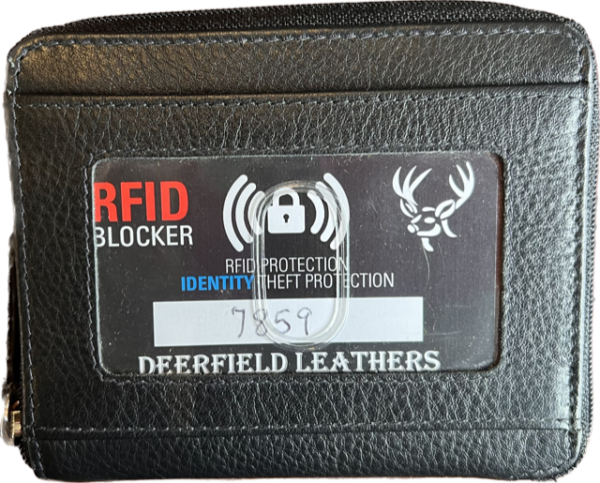 RFID
BLOCKER
RFID PROTECTION
IDENTITY THEFT PROTECTION
7859
DEERFIELD LEATHERS